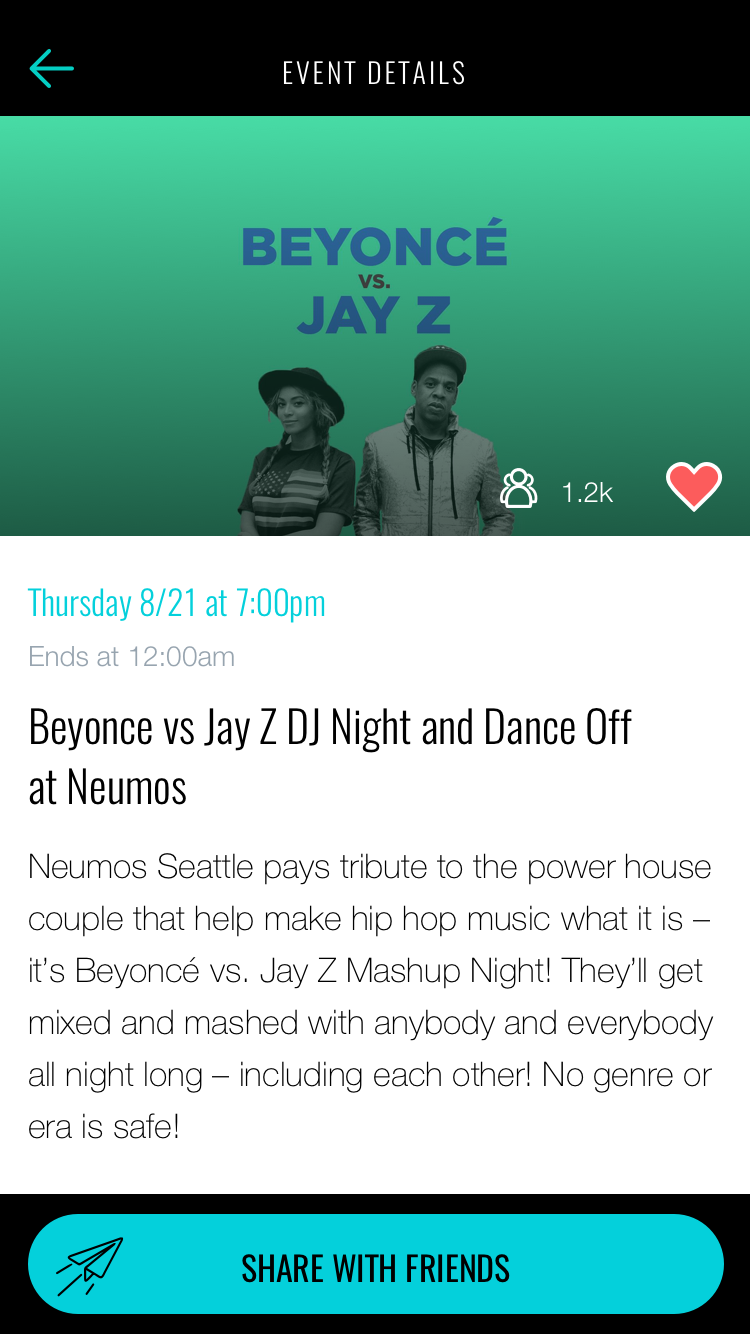 EVENT DETAILS
BEYONCÉ
VS.
JAY Z
1.2k
Thursday 8/21 at 7:00pm
Ends at 12:00am
Beyonce vs Jay Z DJ Night and Dance Off
at Neumos
Neumos Seattle pays tribute to the power house
couple that help make hip hop music what it is –
it’s Beyoncé vs. Jay Z Mashup Night! They’ll get
mixed and mashed with anybody and everybody
all night long – including each other! No genre or
era is safe!
SHARE WITH FRIENDS